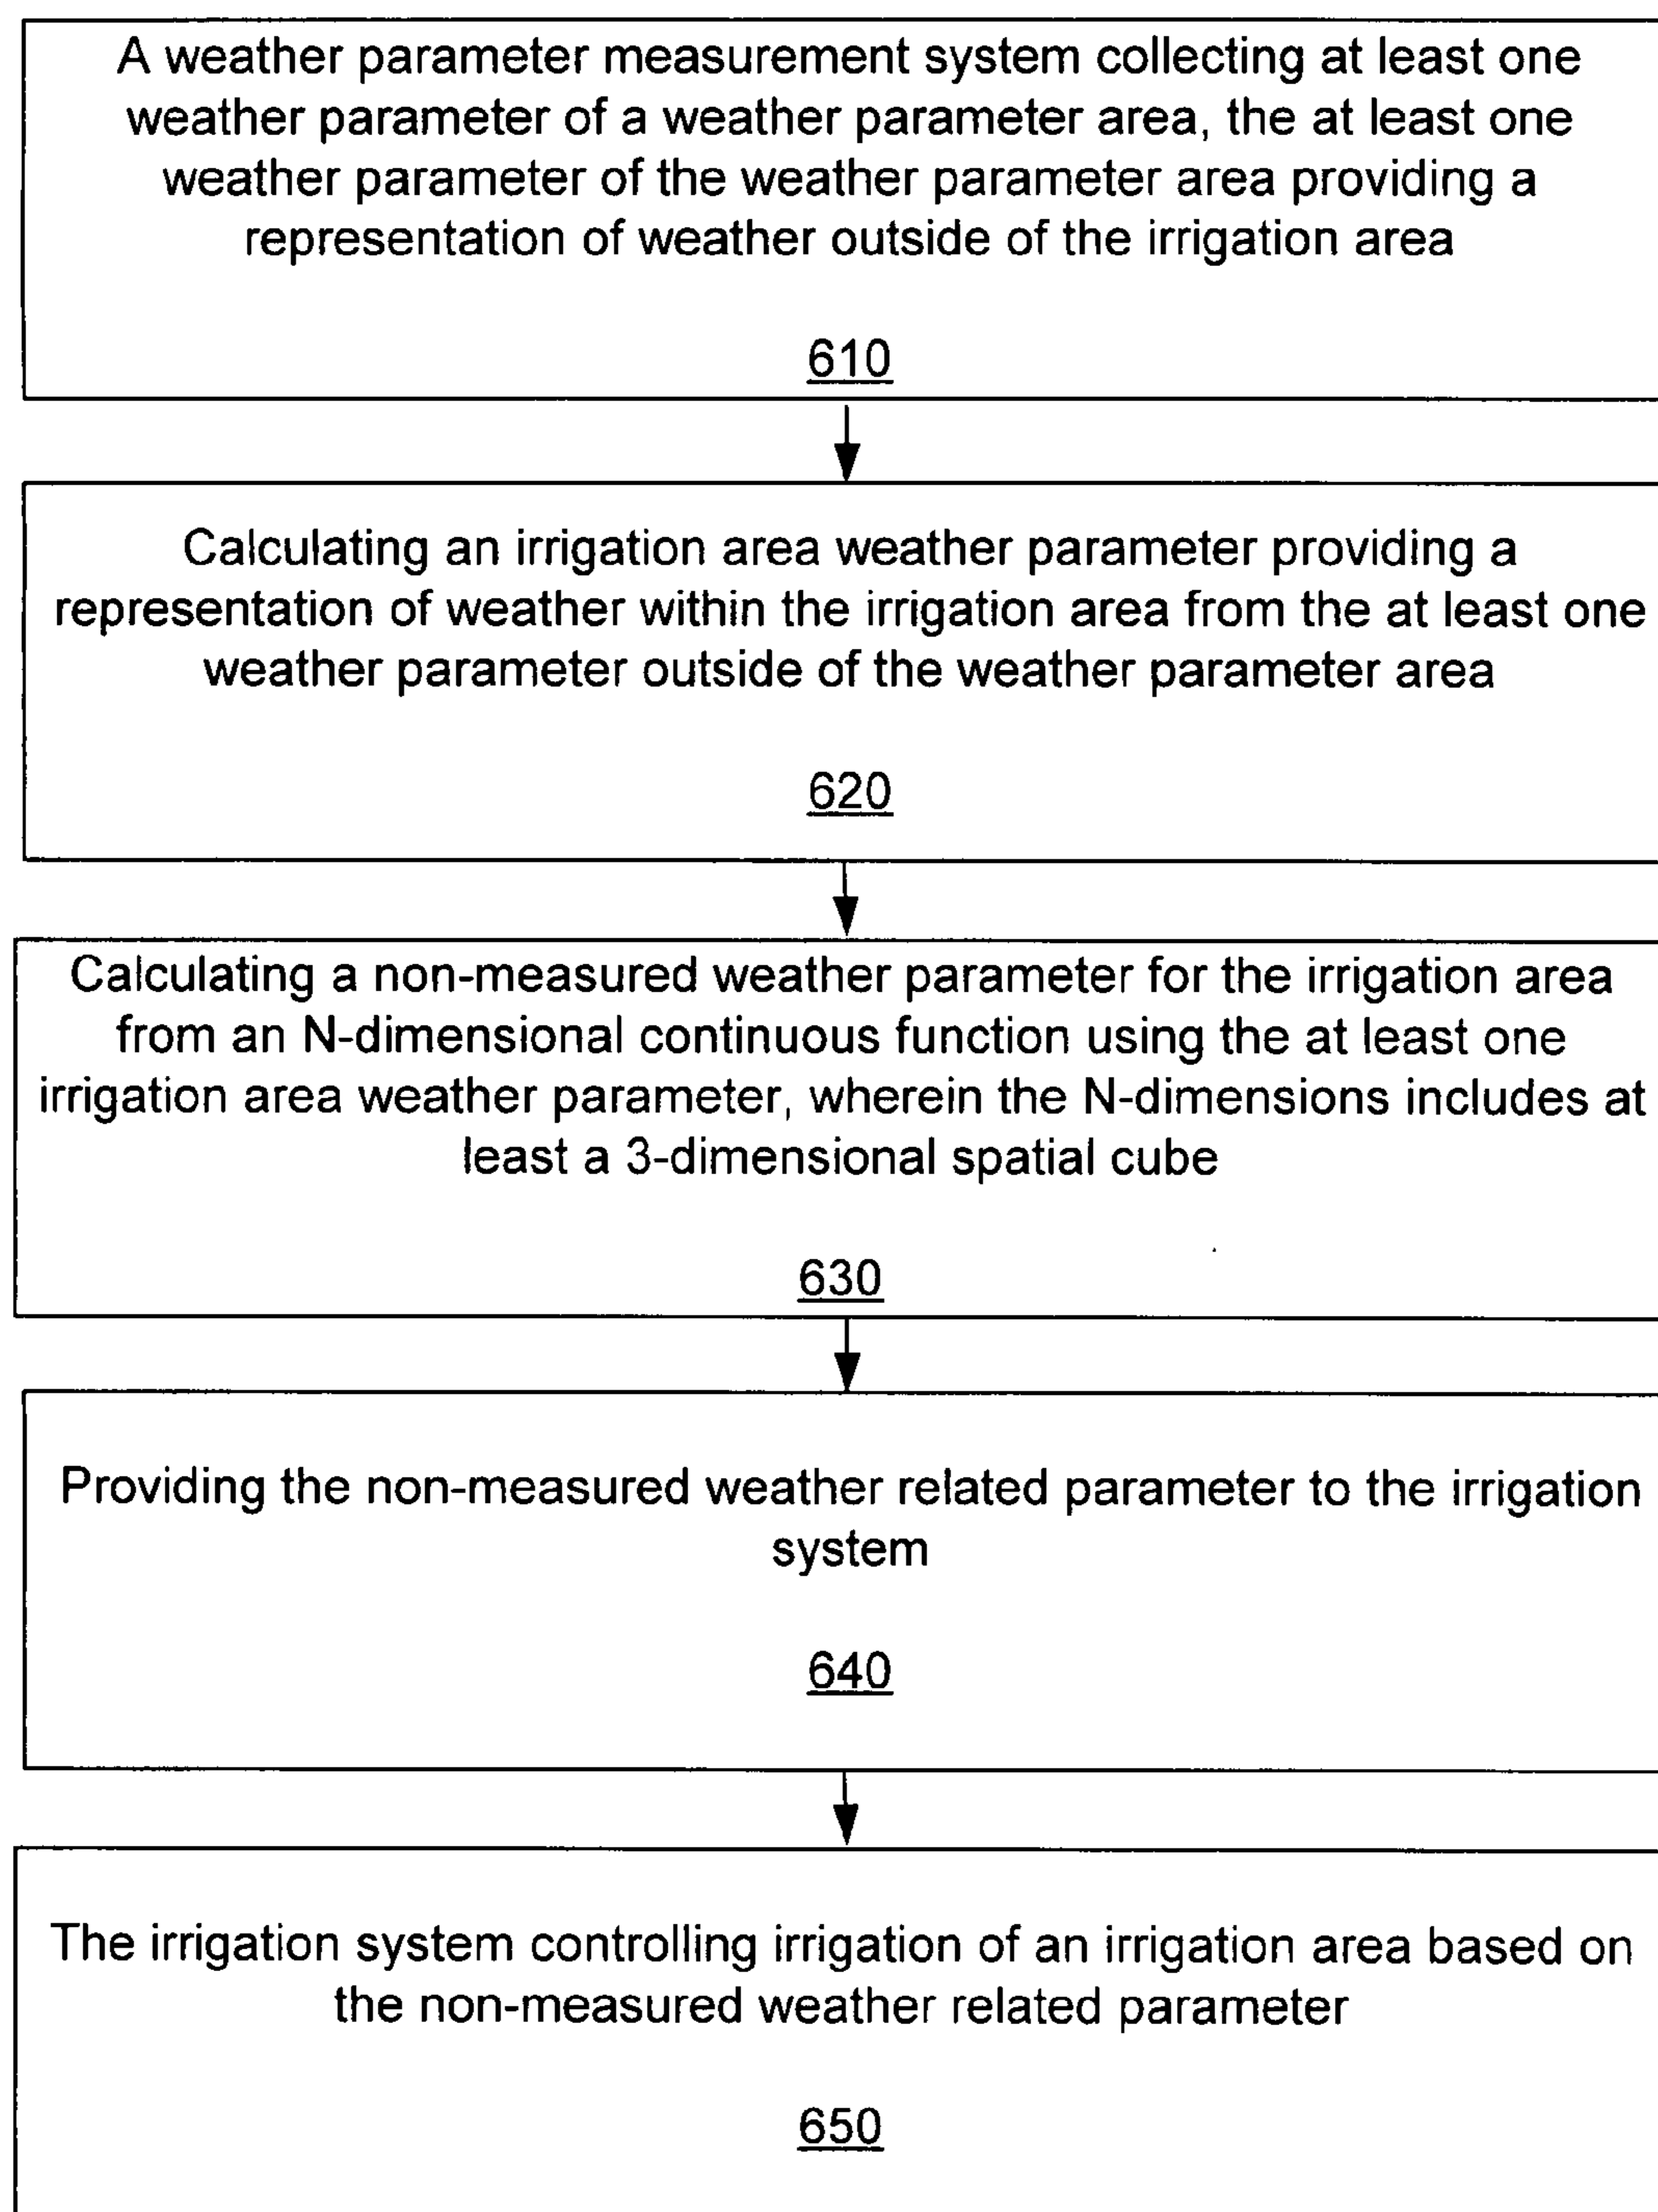 A weather parameter measurement system collecting at least one
weather parameter of a weather parameter area, the at least one
weather parameter of the weather parameter area providing a
representation of weather outside of the irrigation area
610
Calculating an irrigation area weather parameter providing a
representation of weather within the irrigation area from the at least one
weather parameter outside of the weather parameter area
620
Calculating a non-measured weather parameter for the irrigation area
from an N-dimensional continuous function using the at least one
irrigation area weather parameter, wherein the N-dimensions includes at
least a 3-dimensional spatial cube
630
Providing the non-measured weather related parameter to the irrigation
system
640
The irrigation system controlling irrigation of an irrigation area based on
the non-measured weather related parameter
650